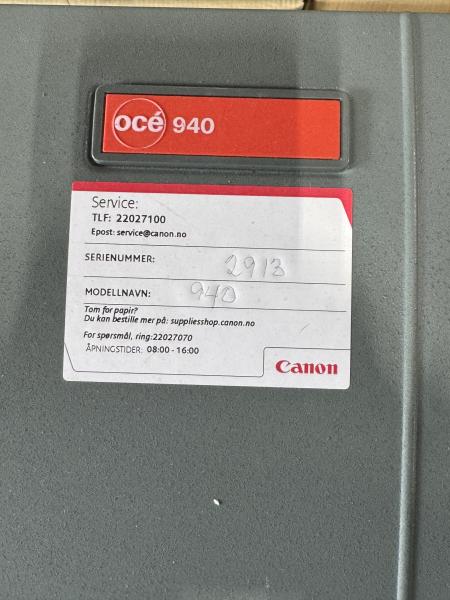 océ 940
Service:
TLF: 22027100
Epost: service@canon.no
SERIENUMMER: 2913
MODELLNAVN: 940
Tom for papir?
Du kan bestille mer på: suppliesshop.canon.no
For spørsmål, ring:22027070
ÅPNINGSTIDER: 08:00 - 16:00
Canon